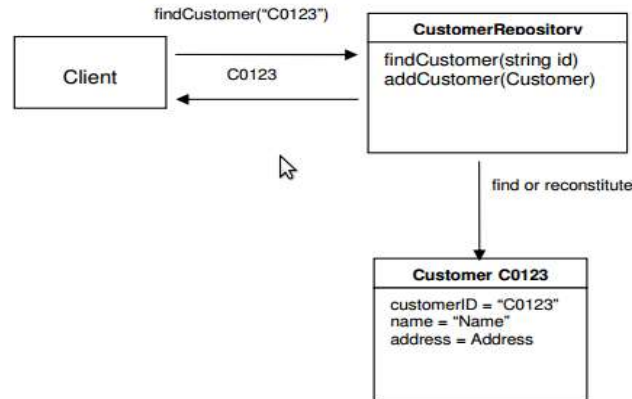 findCustomer(“C0123”)
CustomerRepository
Client
C0123
findCustomer(string id)
addCustomer(Customer)
find or reconstitute
Customer C0123
customerID = “C0123”
name = “Name”
address = Address